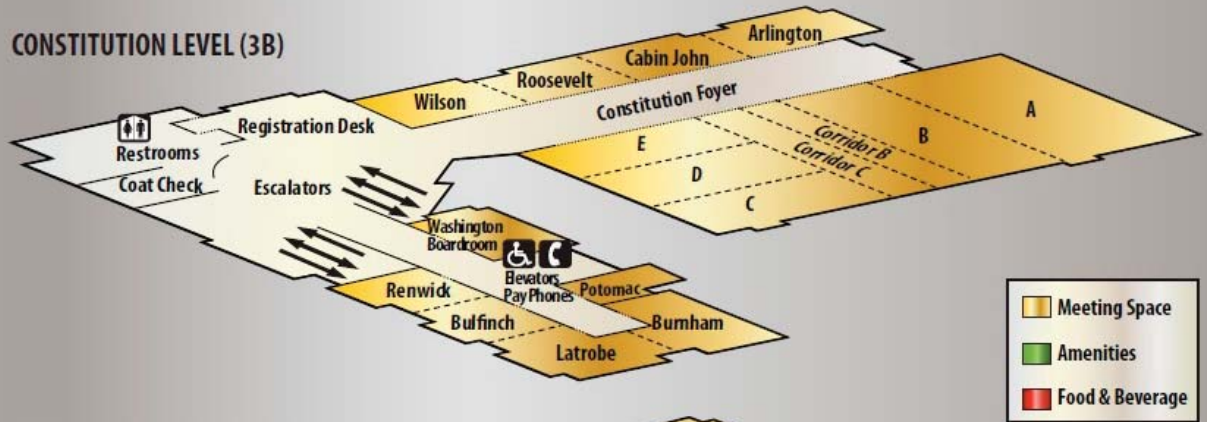 CONSTITUTION LEVEL (3B)
Arlington
Cabin John
Roosevelt
Wilson
Constitution Foyer
Registration Desk
Restrooms
Coat Check
Escalators
A
B
Corridor B
Corridor C
E
D
C
Washington
Boardroom
Elevators
Pay Phones
Potomac
Renwick
Bulfinch
Burnham
Latrobe
Meeting Space
Amenities
Food & Beverage